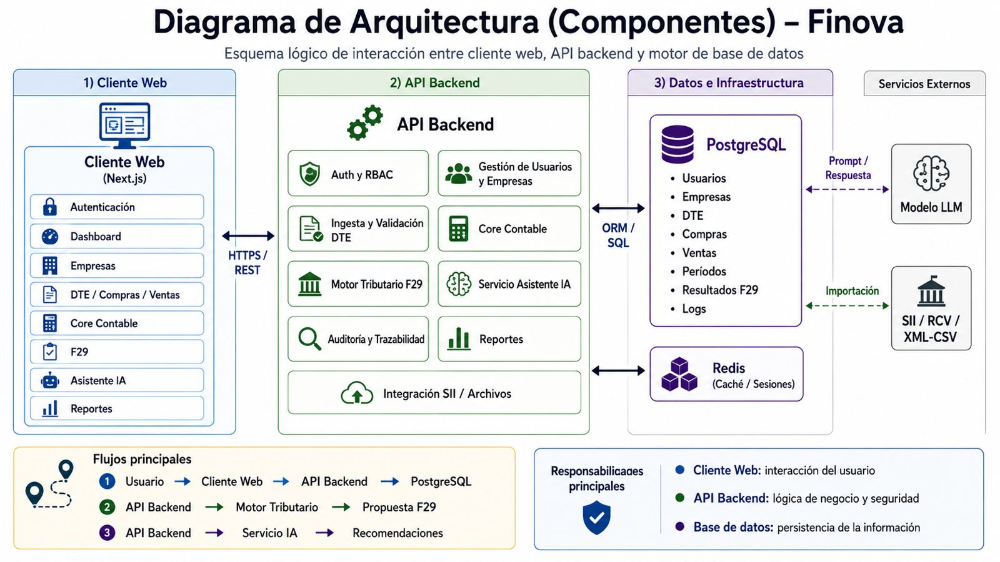 Diagrama de Arquitectura (Componentes) – Finova
Esquema lógico de interacción entre cliente web, API backend y motor de base de datos
1) Cliente Web
Cliente Web
(Next.js)
Autenticación
Dashboard
Empresas
DTE / Compras / Ventas
Core Contable
F29
Asistente IA
Reportes
HTTPS /
REST
2) API Backend
API Backend
Auth y RBAC
Gestión de Usuarios
y Empresas
Ingesta y Validación
DTE
Core Contable
Motor Tributario F29
Servicio Asistente IA
Auditoría y Trazabilidad
Reportes
Integración SII / Archivos
ORM /
SQL
3) Datos e Infraestructura
PostgreSQL
• Usuarios
• Empresas
• DTE
• Compras
• Ventas
• Períodos
• Resultados F29
• Logs
Redis
(Caché / Sesiones)
Prompt /
Respuesta
Importación
Servicios Externos
Modelo LLM
SII / RCV /
XML-CSV
Flujos principales
1 Usuario → Cliente Web → API Backend → PostgreSQL
2 API Backend → Motor Tributario → Propuesta F29
3 API Backend → Servicio IA → Recomendaciones
Responsabilidades
principales
Cliente Web: interacción del usuario
API Backend: lógica de negocio y seguridad
Base de datos: persistencia de la información